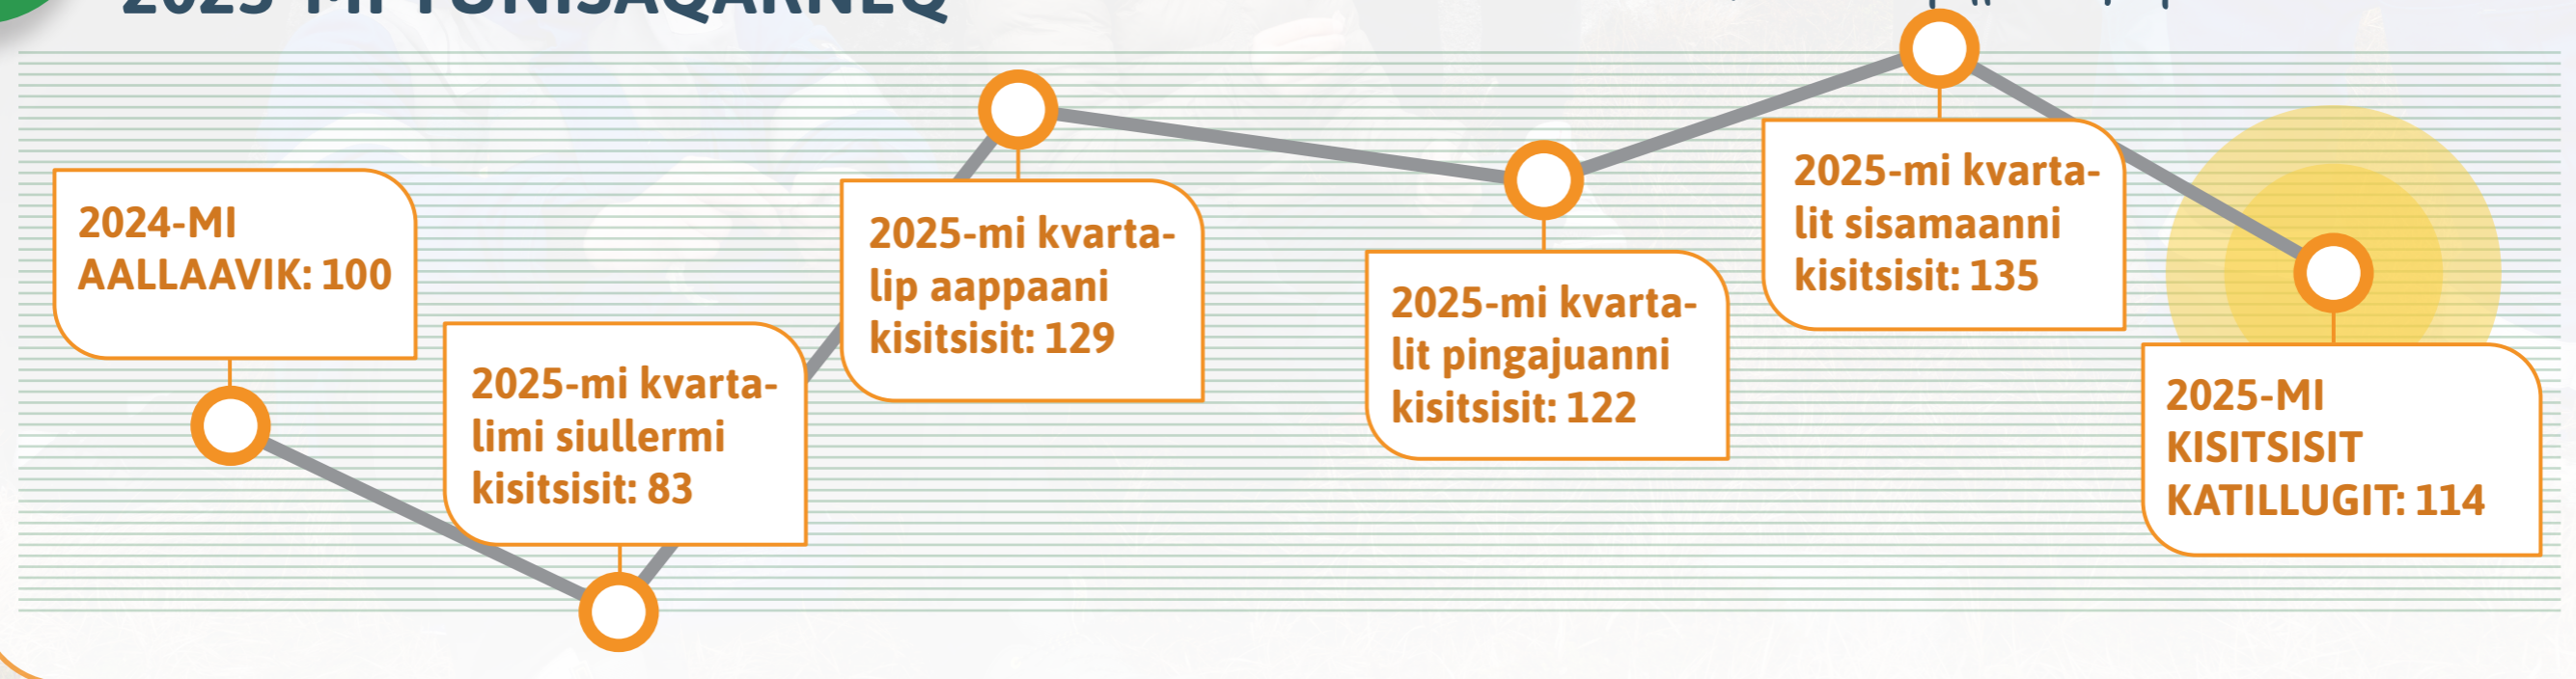 2024-MI
AALLAAVIK: 100
2025-mi kvarta-
limi siullermi
kisitsisit: 83
2025-mi kvarta-
lip aappaani
kisitsisit: 129
2025-mi kvarta-
lit pingajuanni
kisitsisit: 122
2025-mi kvarta-
lit sisamaanni
kisitsisit: 135
2025-MI
KISITSISIT
KATILLUGIT: 114